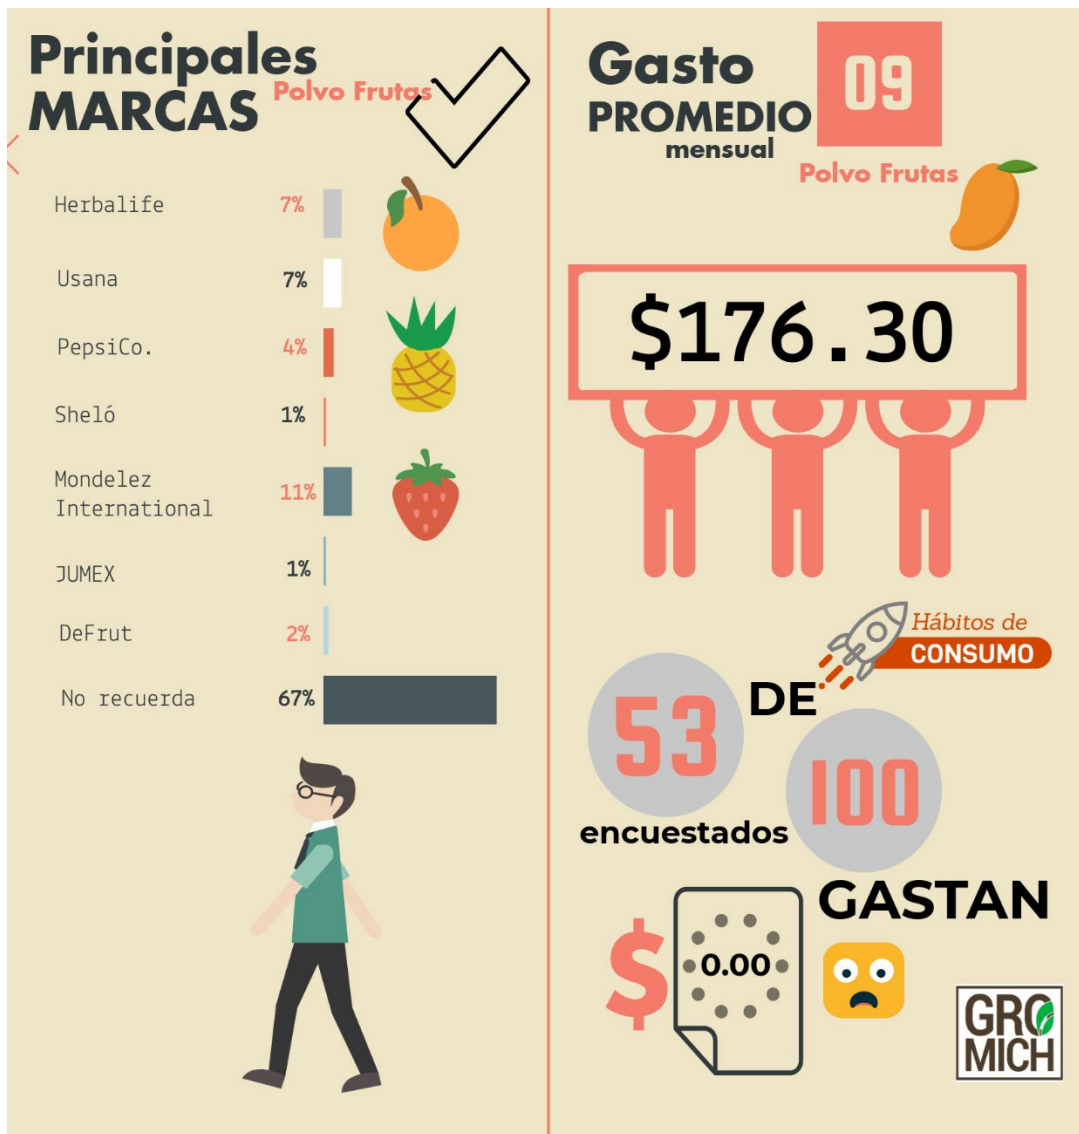 Principales
MARCAS
Polvo Frutas
Herbalife 7%
Usana 7%
PepsiCo. 4%
Sheló 1%
Mondelez
International 11%
JUMEX 1%
DeFrut 2%
No recuerda 67%
Gasto
PROMEDIO
mensual
09
Polvo Frutas
$176.30
Hábitos de
CONSUMO
53 DE
100
encuestados
GASTAN
$ 0.00
GRO
MICH